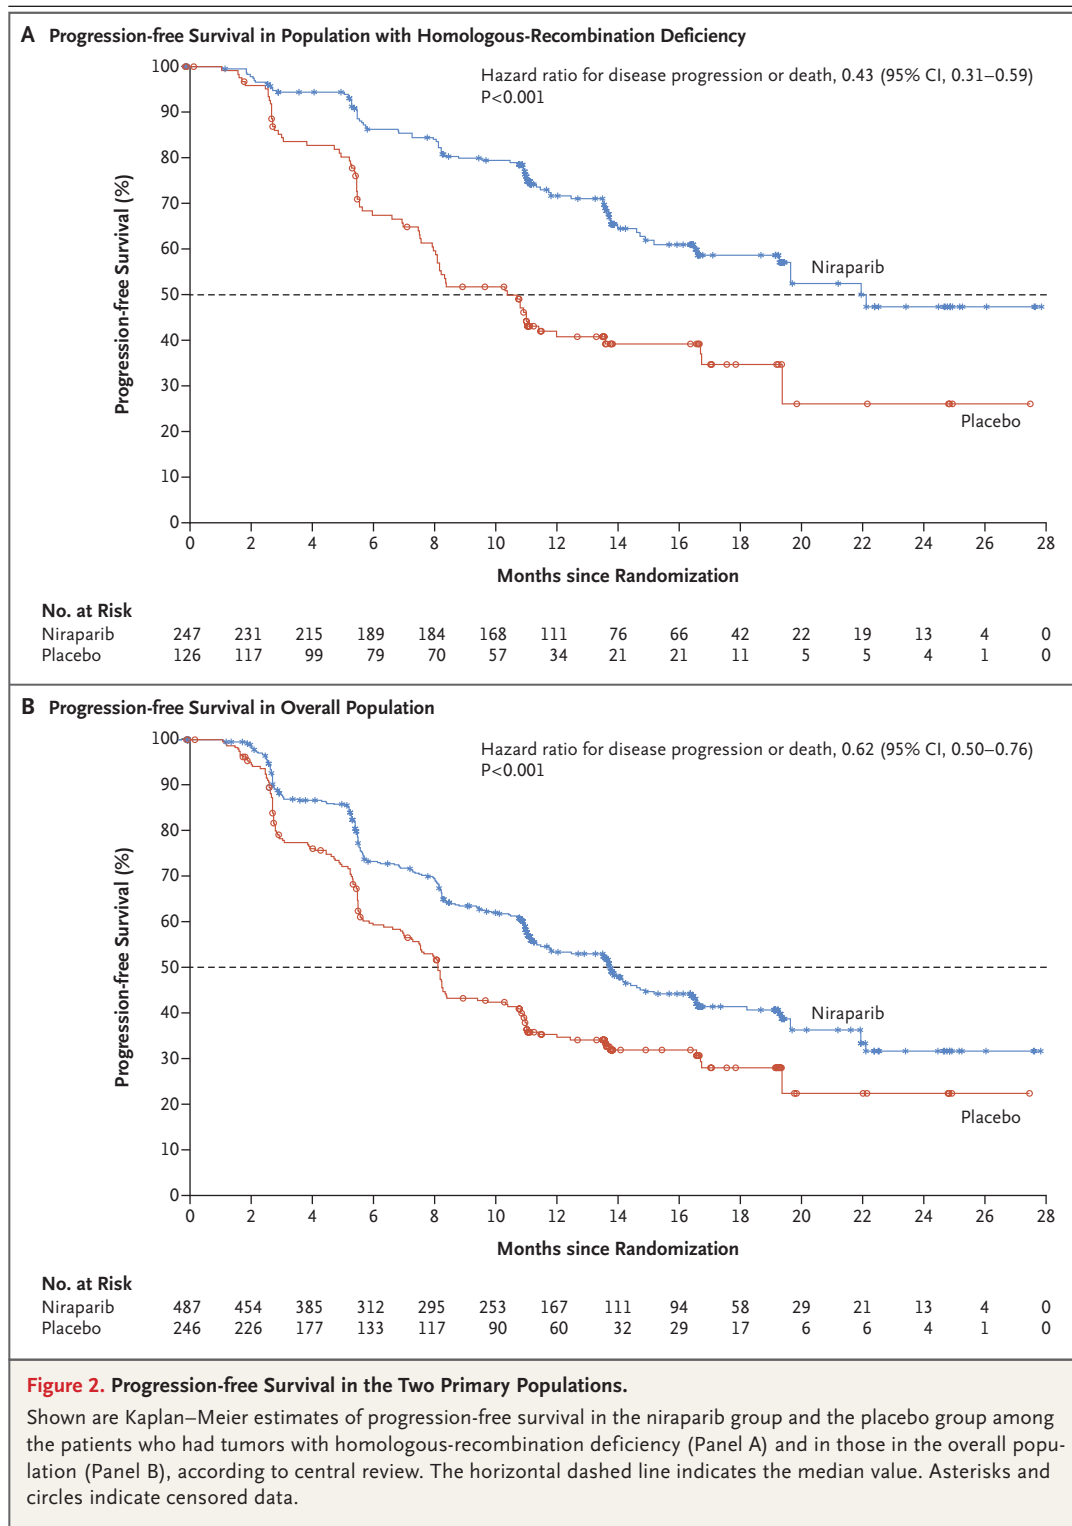 A Progression-free Survival in Population with Homologous-Recombination Deficiency
Hazard ratio for disease progression or death, 0.43 (95% CI, 0.31–0.59)
P<0.001
Progression-free Survival (%)
100
90
80
70
60
50
40
30
20
10
0
Niraparib
Placebo
0 2 4 6 8 10 12 14 16 18 20 22 24 26 28
Months since Randomization
No. at Risk
Niraparib 247 231 215 189 184 168 111 76 66 42 22 19 13 4 0
Placebo 126 117 99 79 70 57 34 21 21 11 5 5 4 1 0
B Progression-free Survival in Overall Population
Hazard ratio for disease progression or death, 0.62 (95% CI, 0.50–0.76)
P<0.001
Progression-free Survival (%)
100
90
80
70
60
50
40
30
20
10
0
Niraparib
Placebo
0 2 4 6 8 10 12 14 16 18 20 22 24 26 28
Months since Randomization
No. at Risk
Niraparib 487 454 385 312 295 253 167 111 94 58 29 21 13 4 0
Placebo 246 226 177 133 117 90 60 32 29 17 6 6 4 1 0
Figure 2. Progression-free Survival in the Two Primary Populations.
Shown are Kaplan–Meier estimates of progression-free survival in the niraparib group and the placebo group among
the patients who had tumors with homologous-recombination deficiency (Panel A) and in those in the overall popu-
lation (Panel B), according to central review. The horizontal dashed line indicates the median value. Asterisks and
circles indicate censored data.